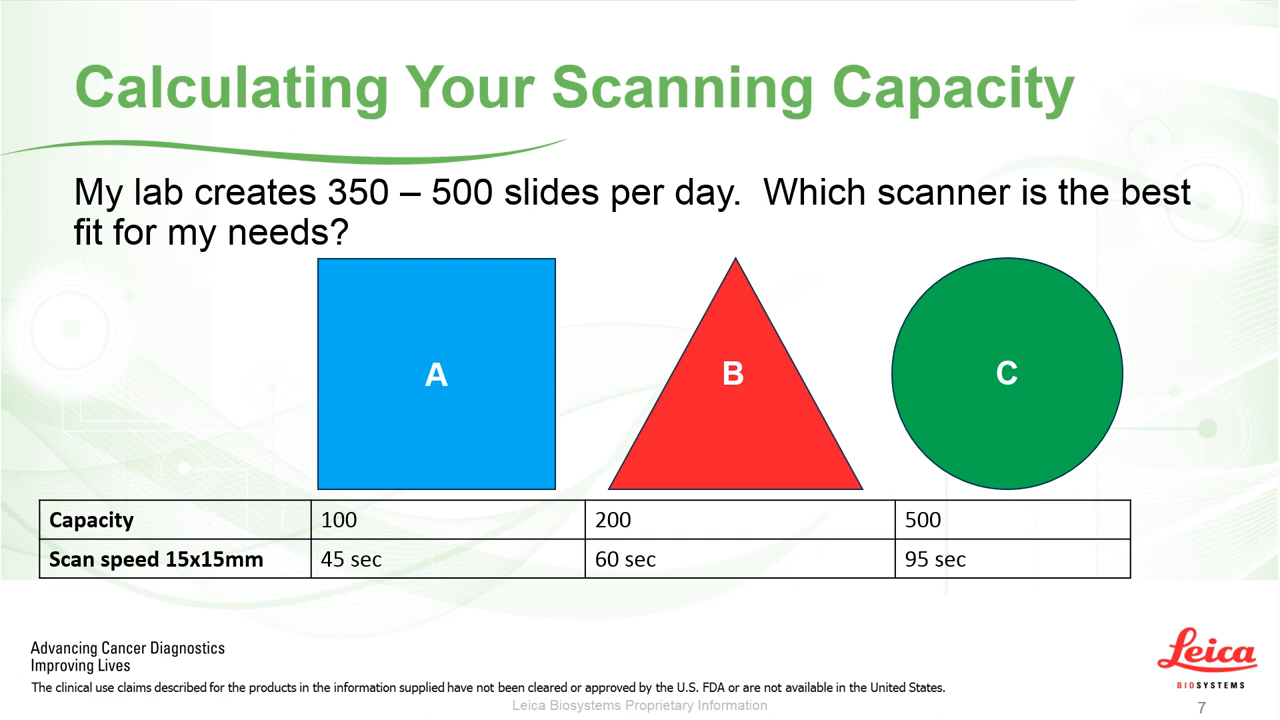 Calculating Your Scanning Capacity
My lab creates 350 – 500 slides per day.  Which scanner is the best
fit for my needs?
A
B
C
Capacity 100 200 500
Scan speed 15x15mm 45 sec 60 sec 95 sec
Advancing Cancer Diagnostics
Improving Lives
The clinical use claims described for the products in the information supplied have not been cleared or approved by the U.S. FDA or are not available in the United States.
Leica Biosystems Proprietary Information
Leica
BIOSYSTEMS
7